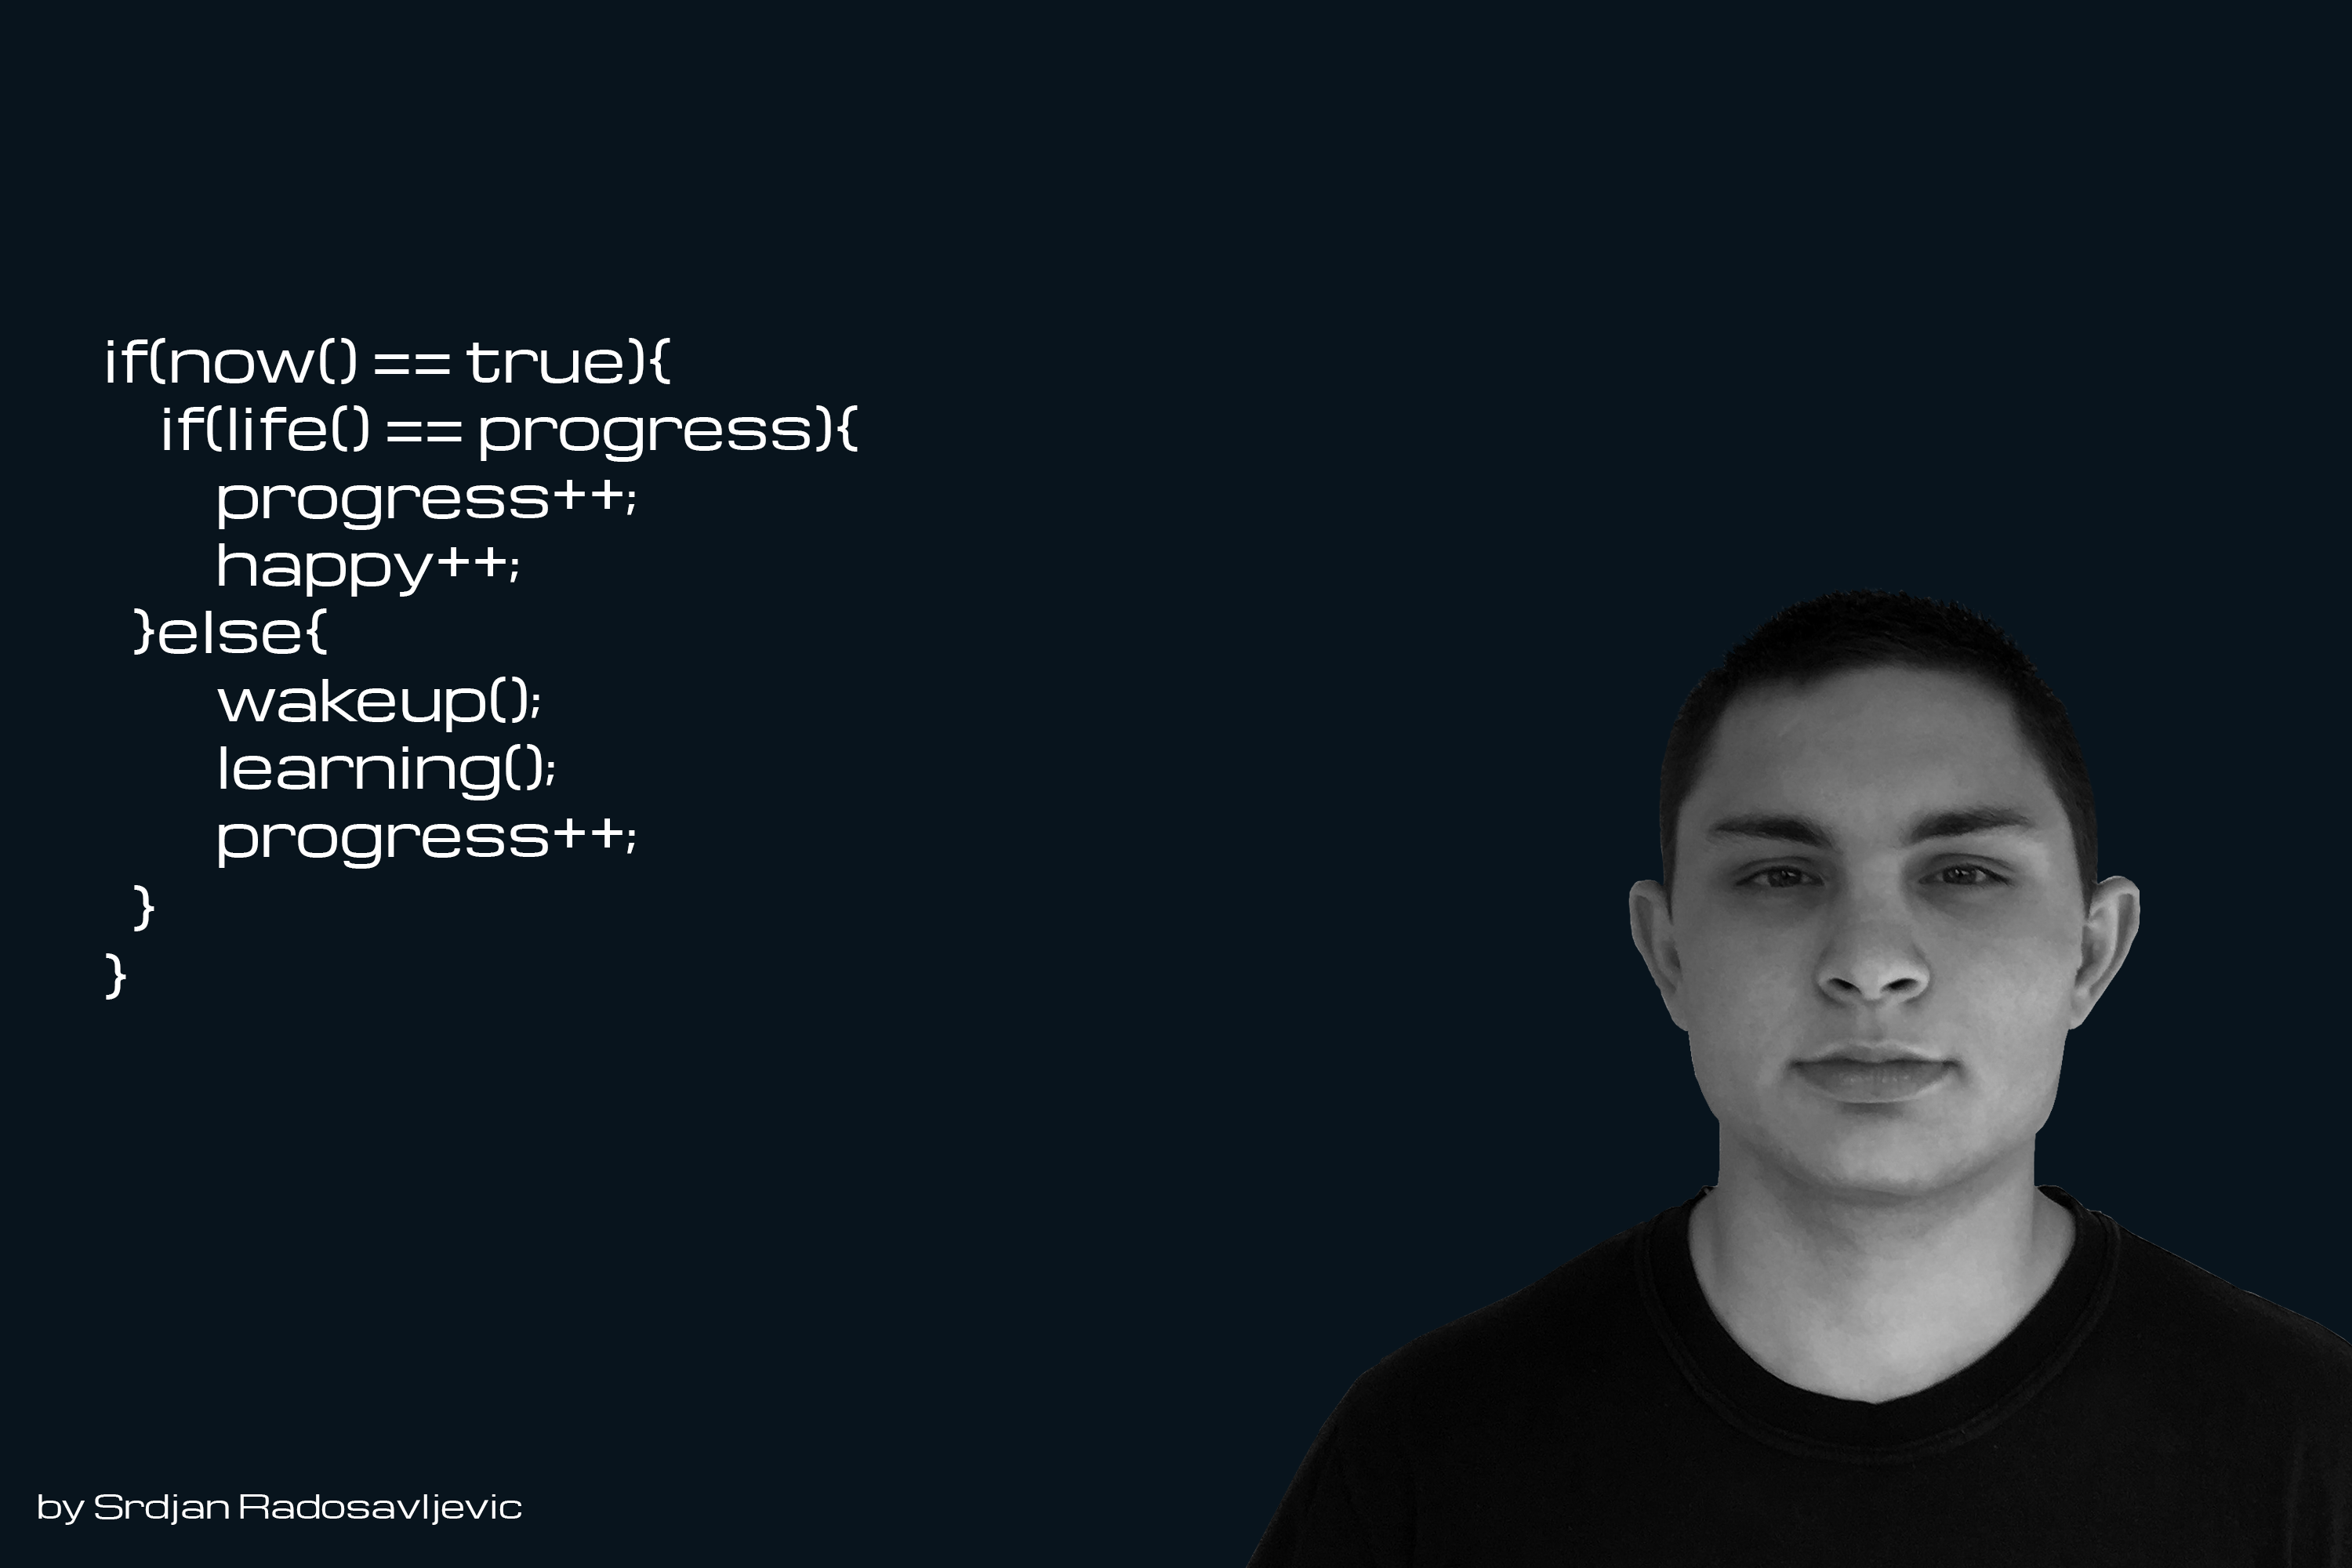 if(now() == true){
if(life() == progress){
progress++;
happy++;
}else{
wakeup();
learning();
progress++;
}
}
by Srdjan Radosavljevic